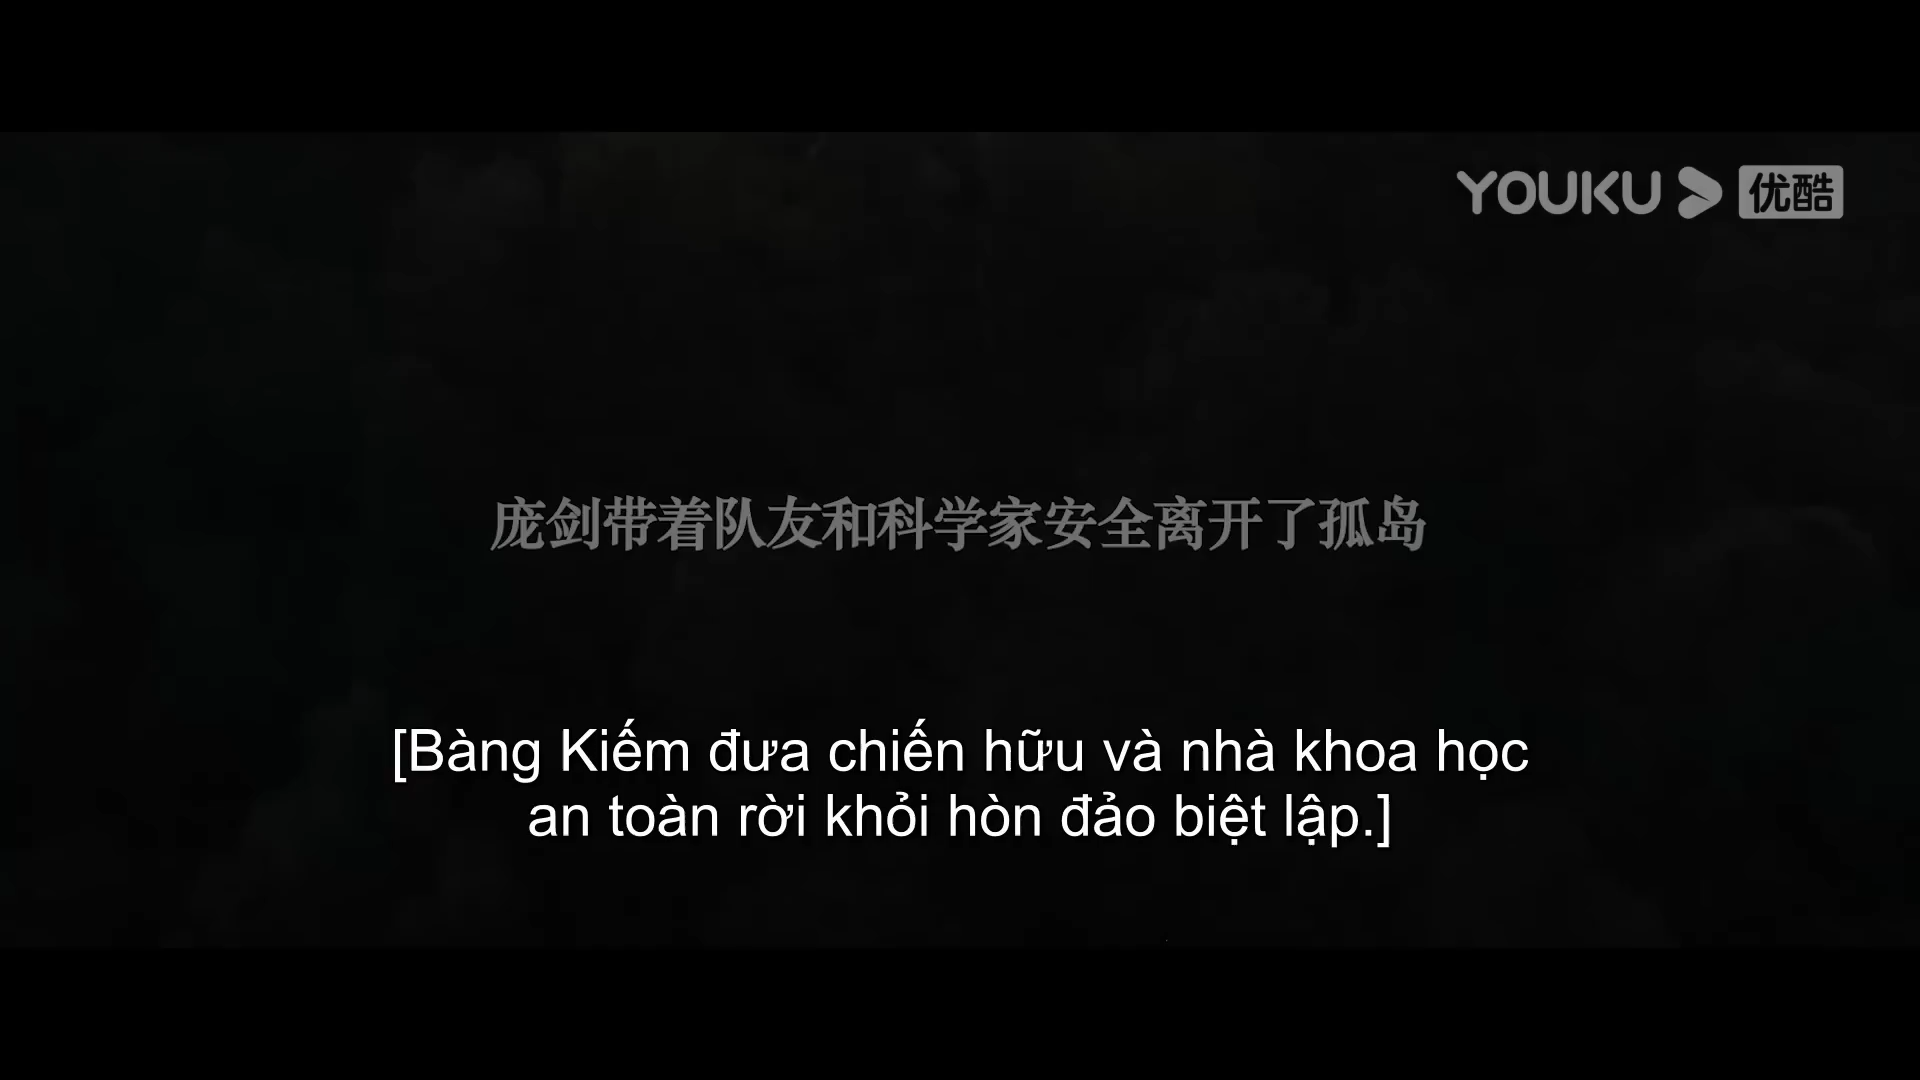 YOUKU 优酷
庞剑带着队友和科学家安全离开了孤岛
[Bàng Kiếm đưa chiến hữu và nhà khoa học
an toàn rời khỏi hòn đảo biệt lập.]